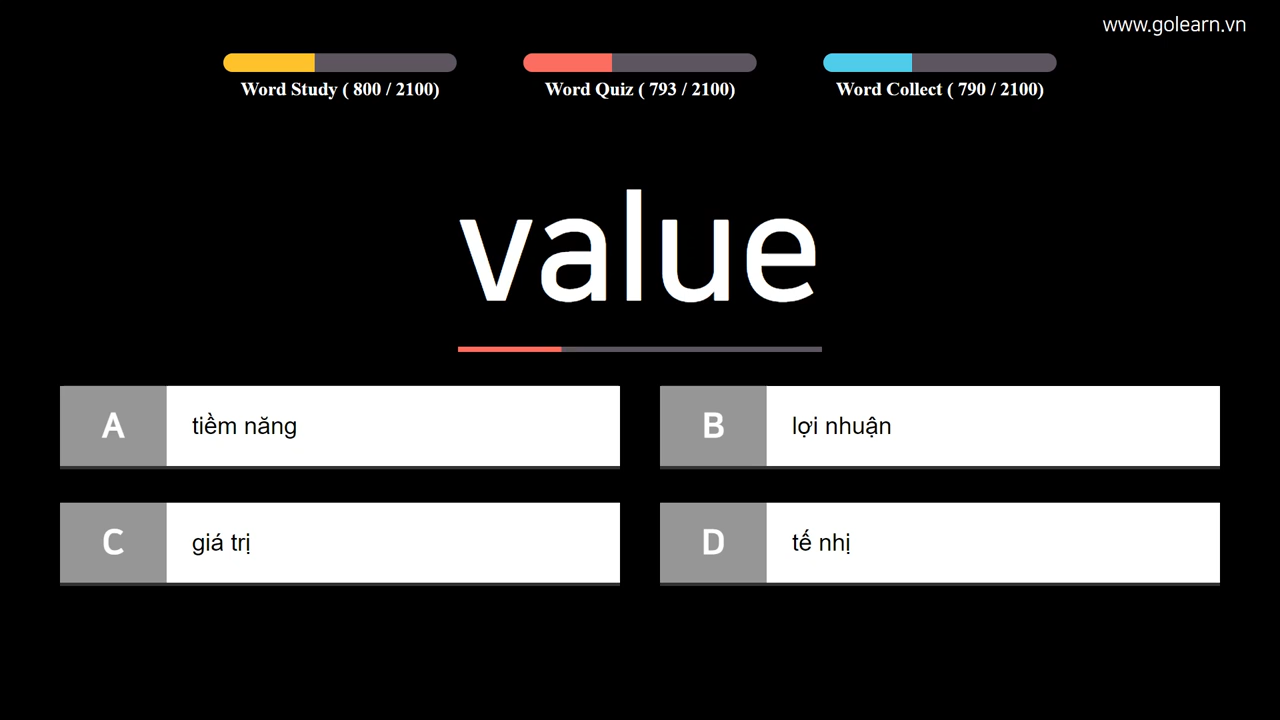 www.golearn.vn
Word Study ( 800 / 2100)
Word Quiz ( 793 / 2100)
Word Collect ( 790 / 2100)
value
A tiềm năng
B lợi nhuận
C giá trị
D tế nhị